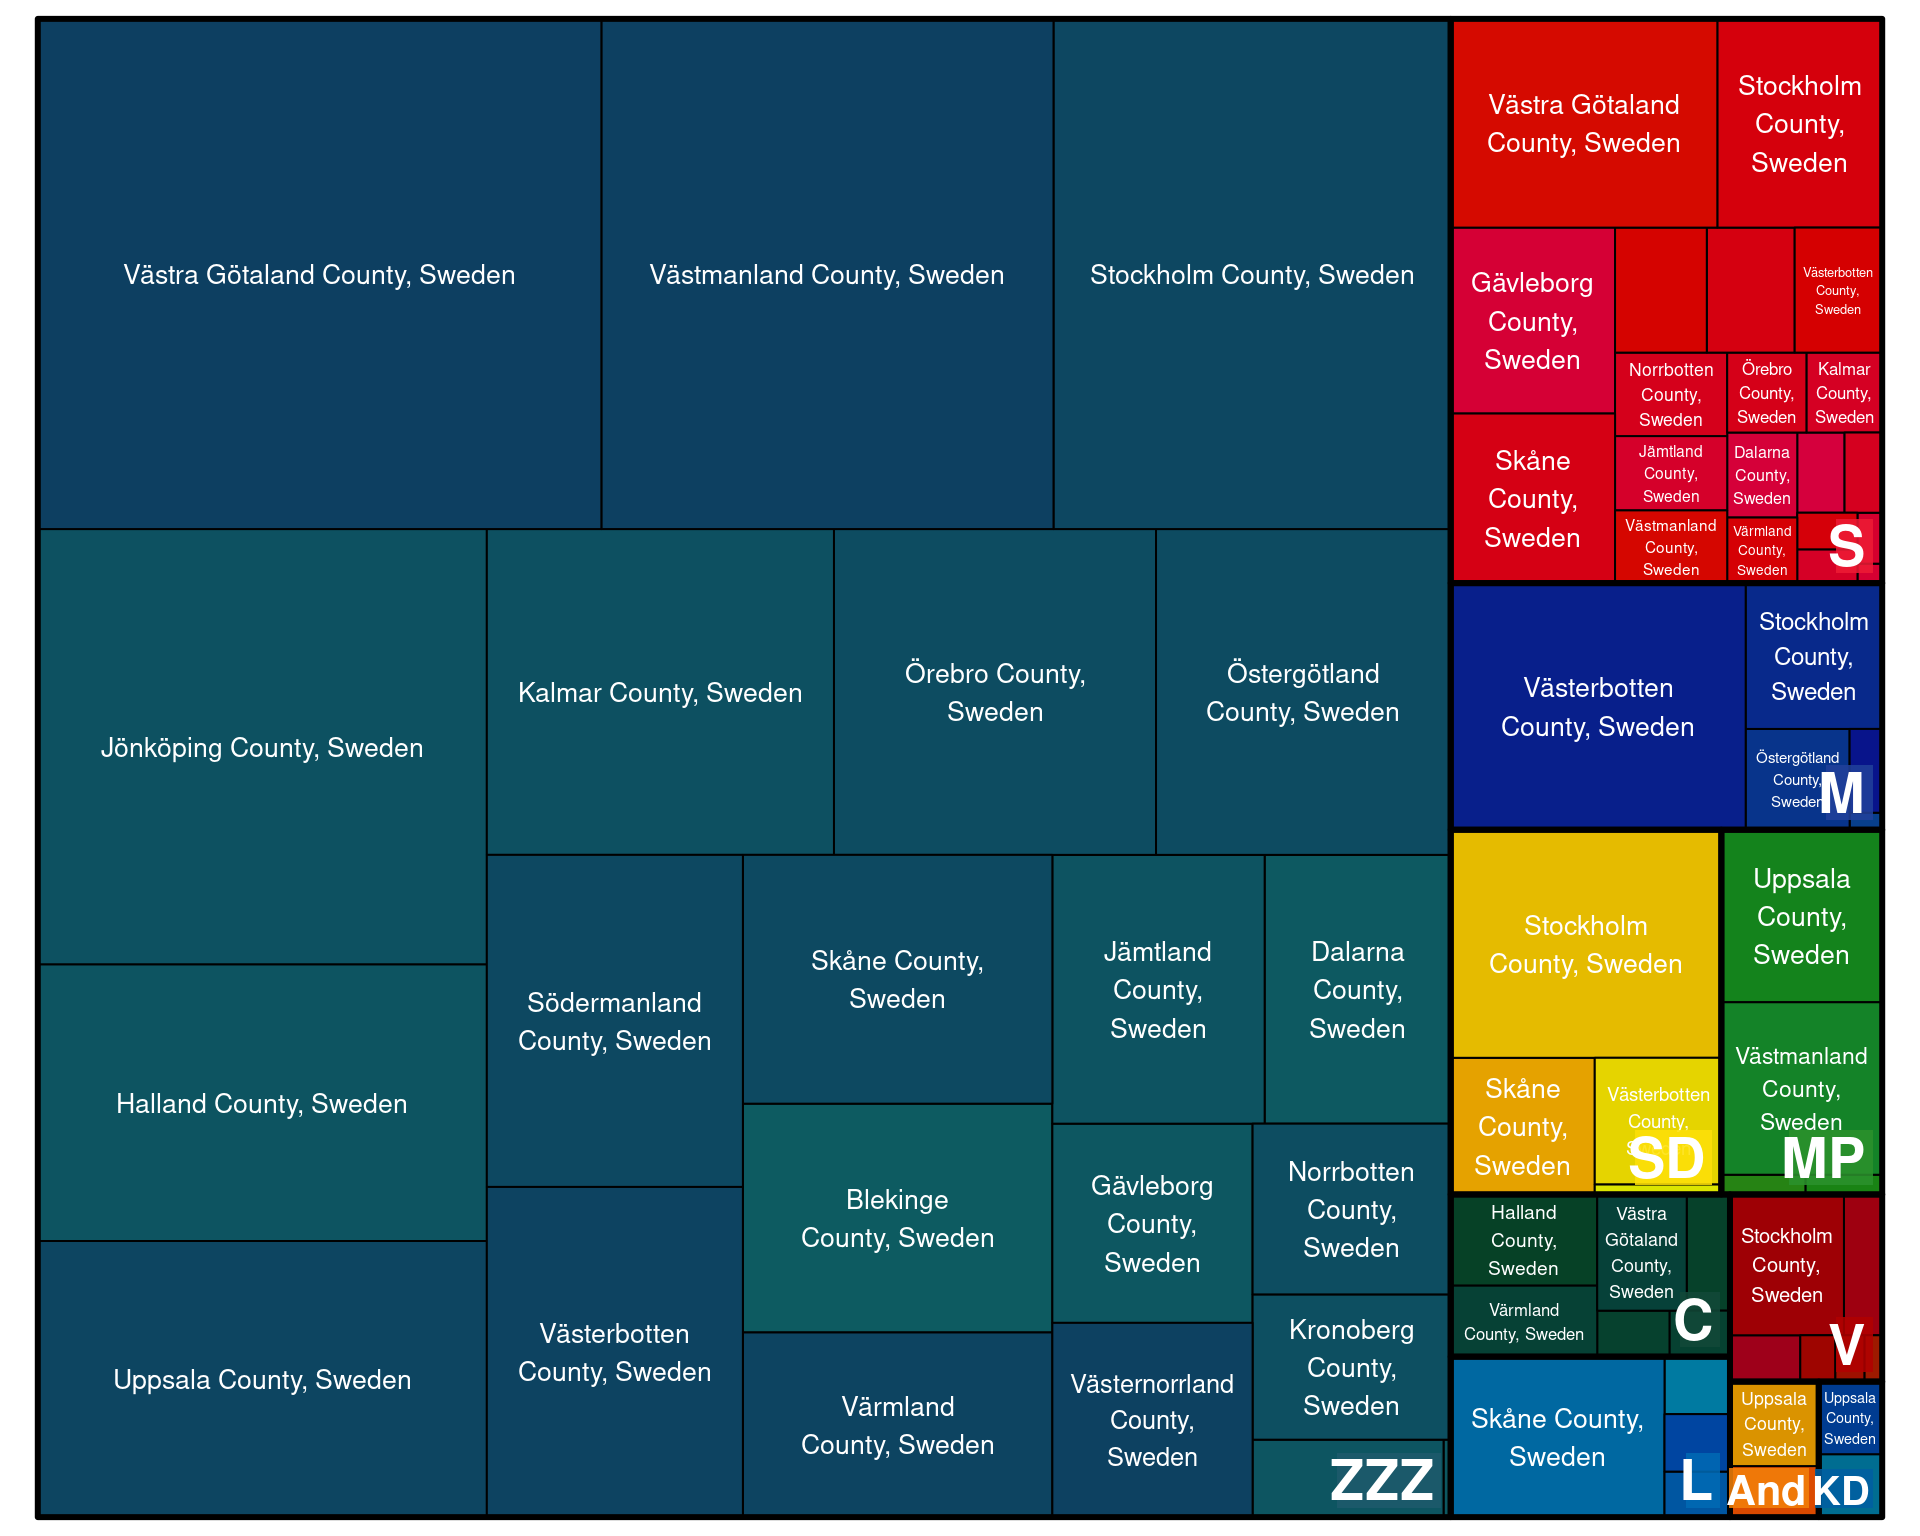 Västra Götaland County, Sweden
Västmanland County, Sweden
Stockholm County, Sweden
Jönköping County, Sweden
Kalmar County, Sweden
Örebro County,
Sweden
Östergötland
County, Sweden
Halland County, Sweden
Uppsala County, Sweden
Södermanland
County, Sweden
Västerbotten
County, Sweden
Skåne County,
Sweden
Blekinge
County, Sweden
Värmland
County, Sweden
Jämtland
County,
Sweden
Dalarna
County,
Sweden
Gävleborg
County,
Sweden
Norrbotten
County,
Sweden
Västernorrland
County,
Sweden
Kronoberg
County,
Sweden
ZZZ
Västra Götaland
County, Sweden
Stockholm
County,
Sweden
Gävleborg
County,
Sweden
Västerbotten
County,
Sweden
Skåne
County,
Sweden
Norrbotten
County,
Sweden
Örebro
County,
Sweden
Kalmar
County,
Sweden
Jämtland
County,
Sweden
Dalarna
County,
Sweden
Västmanland
County,
Sweden
Värmland
County,
Sweden
S
Västerbotten
County, Sweden
Stockholm
County,
Sweden
Östergötland
County,
Sweden
M
Stockholm
County, Sweden
Skåne
County,
Sweden
Västerbotten
County,
SD
Uppsala
County,
Sweden
Västmanland
County,
Sweden
MP
Halland
County,
Sweden
Västra
Götaland
County,
Sweden
Värmland
County, Sweden
C
Stockholm
County,
Sweden
V
Skåne County,
Sweden
L
Uppsala
County,
Sweden
And
Uppsala
County,
Sweden
KD